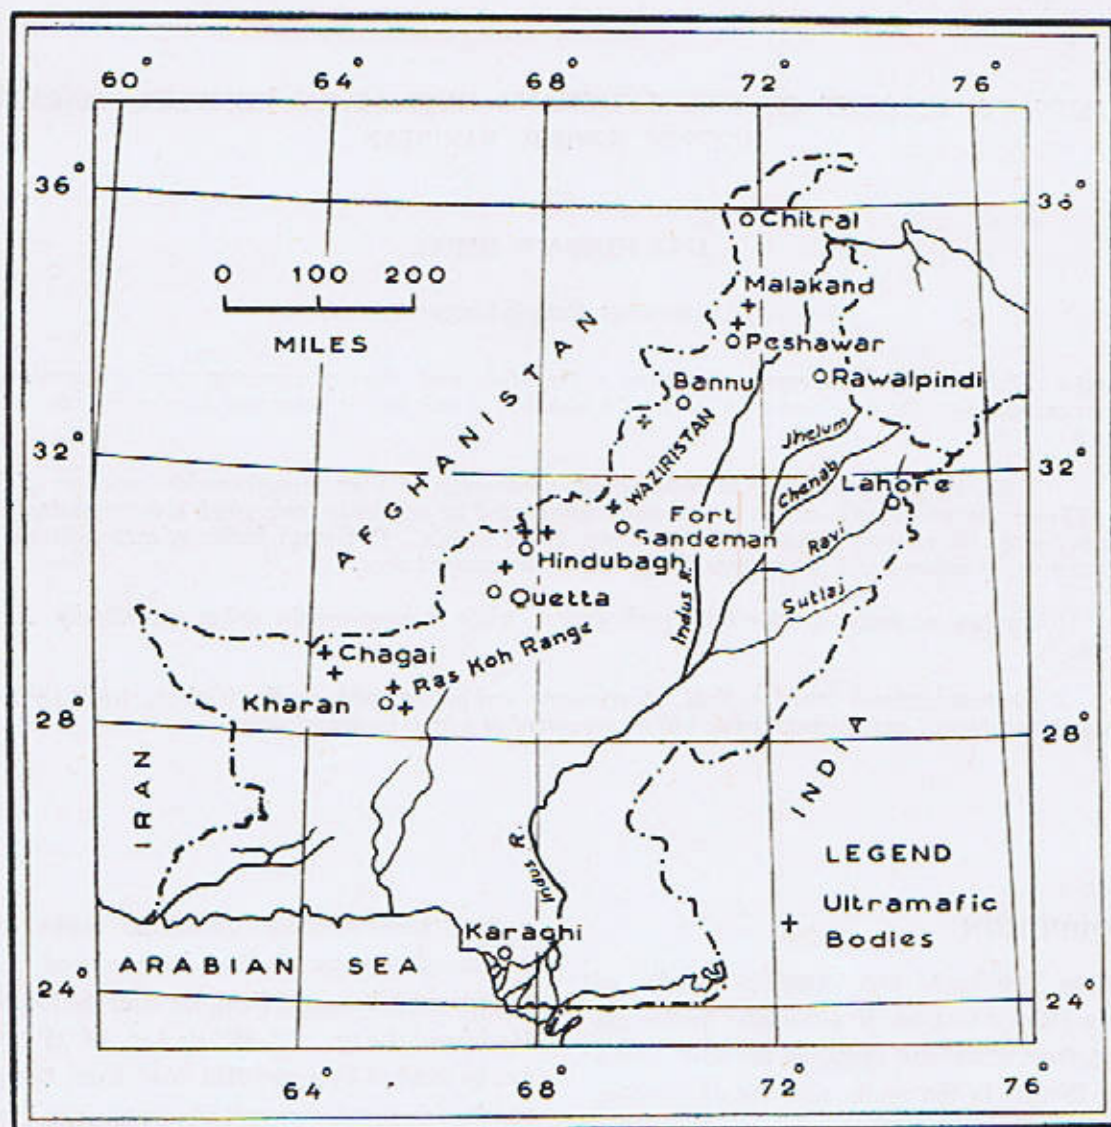 60° 64° 68° 72° 76°
36° 36°
Chitral
0 100 200
MILES
Malakand
Peshawar
AFGHANISTAN
Bannu
Rawalpindi
WAZIRISTAN
Jhelum
32° 32°
Chenab
Lahore
Fort
Sandeman
Hindubagh
Ravi
Quetta
Indus R.
Sutlaj
Chagai
Ras Koh Range
Kharan
28° 28°
IRAN
INDIA
Indus R.
LEGEND
+ Ultramafic
Bodies
Karachi
ARABIAN SEA
24° 24°
64° 68° 72° 76°